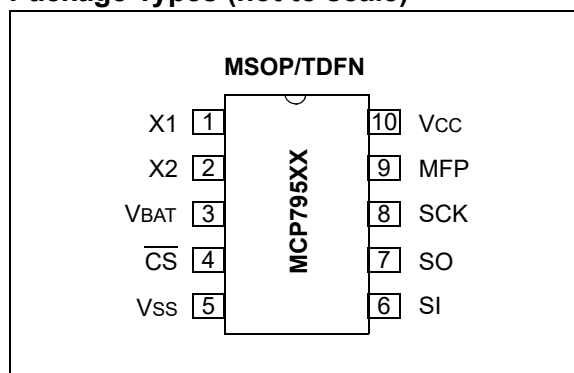 Package Types (not to scale)
MSOP/TDFN
X1 1 10 Vcc
X2 2 9 MFP
VBAT 3 8 SCK
CS 4 7 SO
Vss 5 6 SI
MCP795XX